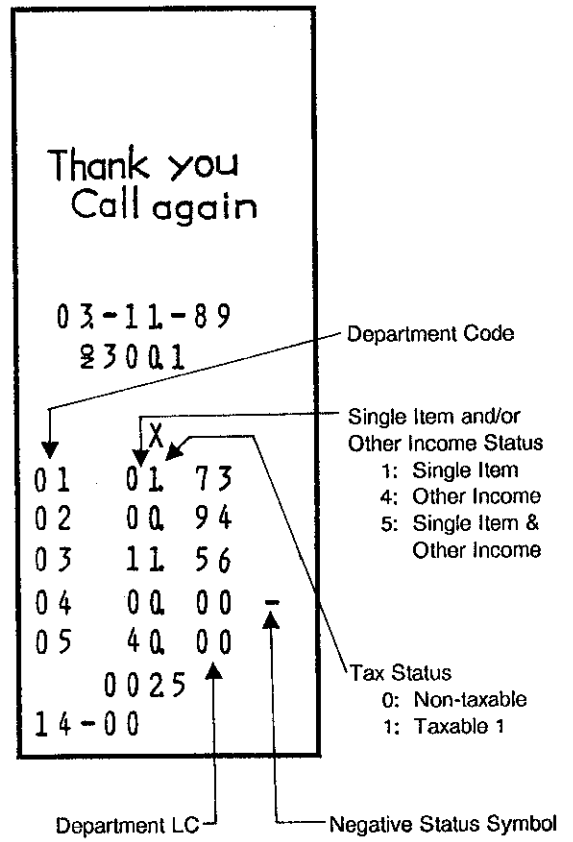 Thank you
Call again
03-11.-89
Department Code
X
Single Item and/or
Other Income Status
1: Single Item
4: Other Income
5: Single Item &
Other Income
01 01. 73
02 00. 94
03 11. 56
04 00. 00 -
05 40. 00
0025
14-00
Tax Status
0: Non-taxable
1: Taxable 1
Department LC
Negative Status Symbol